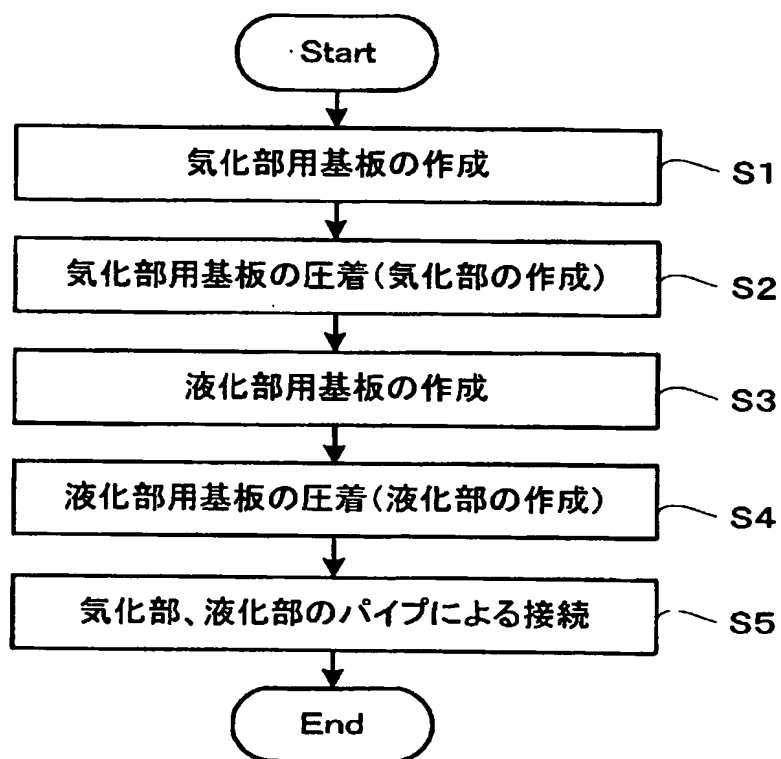 Start
気化部用基板の作成
S1
気化部用基板の圧着(気化部の作成)
S2
液化部用基板の作成
S3
液化部用基板の圧着(液化部の作成)
S4
気化部、液化部のパイプによる接続
S5
End